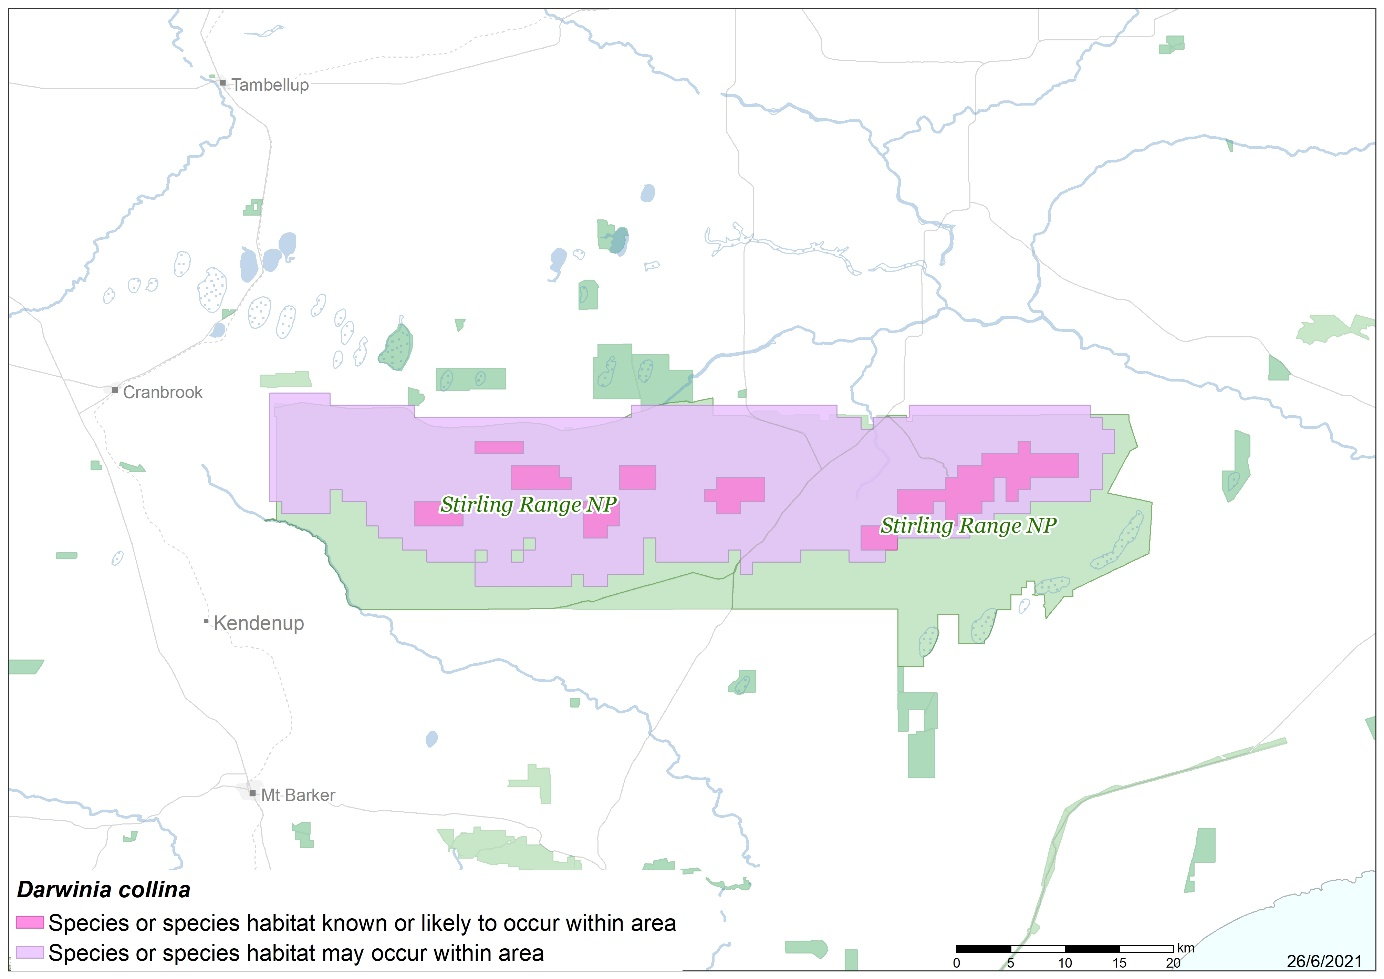 Tambellup
Cranbrook
Stirling Range NP
Stirling Range NP
Kendenup
Mt Barker
Darwinia collina
Species or species habitat known or likely to occur within area
Species or species habitat may occur within area
km
0 5 10 15 20
26/6/2021